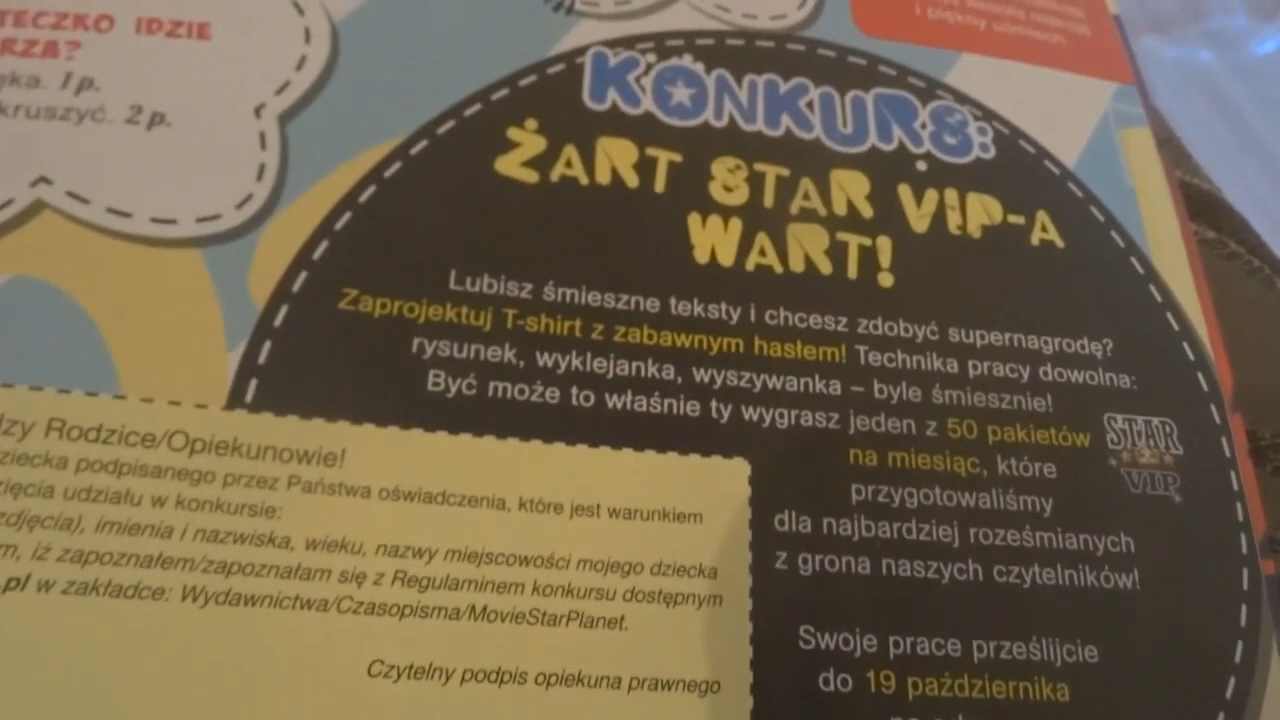 TECZKO IDZIE
RZA?
ka. 1 p.
kruszyć. 2 p.
i piękny uśmiech.
KONKURS:
ŻART STAR VIP-A
WART!
Lubisz śmieszne teksty i chcesz zdobyć supernagrodę?
Zaprojektuj T-shirt z zabawnym hasłem! Technika pracy dowolna:
rysunek, wyklejanka, wyszywanka – byle śmiesznie!
Być może to właśnie ty wygrasz jeden z 50 pakietów
na miesiąc, które
przygotowaliśmy
dla najbardziej roześmianych
z grona naszych czytelników!
STAR
VIP
Swoje prace prześlijcie
do 19 października
dzy Rodzice/Opiekunowie!
ziecka podpisanego przez Państwa oświadczenia, które jest warunkiem
zięcia udziału w konkursie:
zdjęcia), imienia i nazwiska, wieku, nazwy miejscowości mojego dziecka
m, iż zapoznałem/zapoznałam się z Regulaminem konkursu dostępnym
.pl w zakładce: Wydawnictwa/Czasopisma/MovieStarPlanet.
Czytelny podpis opiekuna prawnego